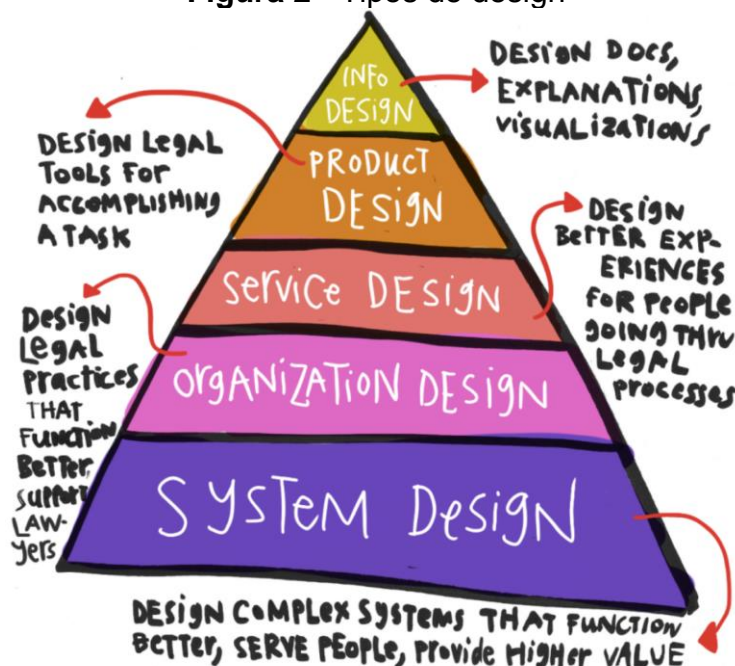 Figura 2 - Tipos de design
INFO
DESIGN
DESIGN DOCS,
EXPLANATIONS,
VISUALIZATIONS
DESIGN LEGAL
TOOLS FOR
ACCOMPLISHING
A TASK
PRODUCT
DESIGN
DESIGN
BETTER EXP-
ERIENCES
FOR PEOPLE
GOING THRU
LEGAL
PROCESSES
SERVICE DESIGN
DESIGN
LEGAL
PRACTICES
THAT
FUNCTION
BETTER,
SUPPORT
LAW-
YERS
ORGANIZATION DESIGN
SYSTEM DESIGN
DESIGN COMPLEX SYSTEMS THAT FUNCTION
BETTER, SERVE PEOPLE, PROVIDE HIGHER VALUE